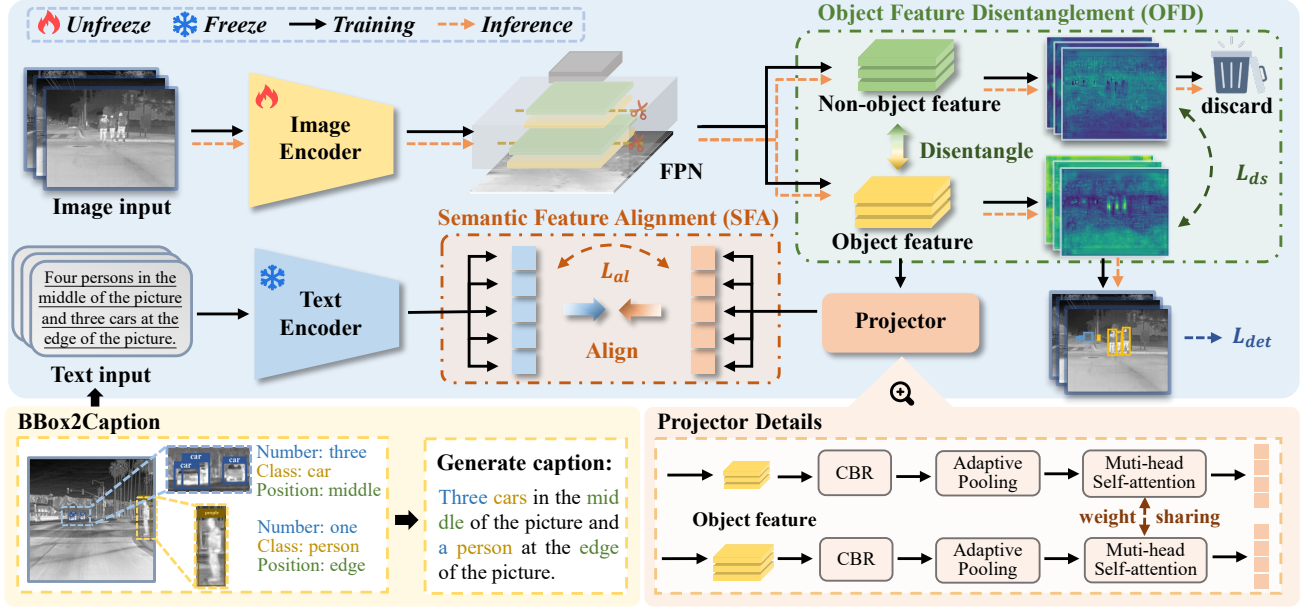 Unfreeze
Freeze
Training
Inference
Object Feature Disentanglement (OFD)
Image
Encoder
FPN
Non-object feature
Disentangle
Object feature
discard
L_ds
Image input
Semantic Feature Alignment (SFA)
Four persons in the
middle of the picture
and three cars at the
edge of the picture.
Text input
Text
Encoder
L_al
Align
Projector
L_det
BBox2Caption
car
car
car
Number: three
Class: car
Position: middle
people
Number: one
Class: person
Position: edge
Generate caption:
Three cars in the mid
dle of the picture and
a person at the edge
of the picture.
Projector Details
CBR
Adaptive
Pooling
Muti-head
Self-attention
Object feature
weight sharing
CBR
Adaptive
Pooling
Muti-head
Self-attention